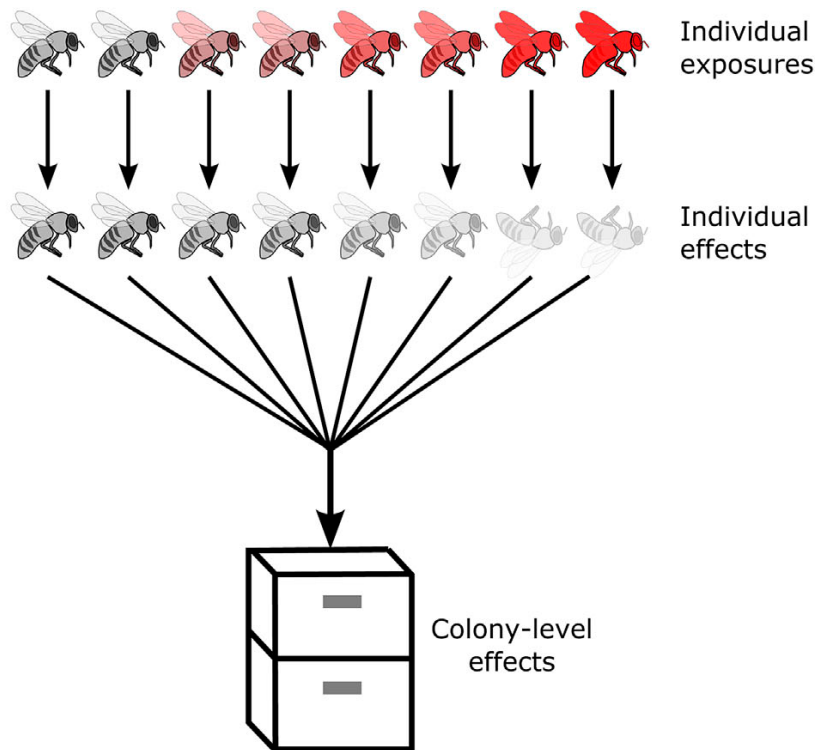 Individual
exposures
Individual
effects
Colony-level
effects